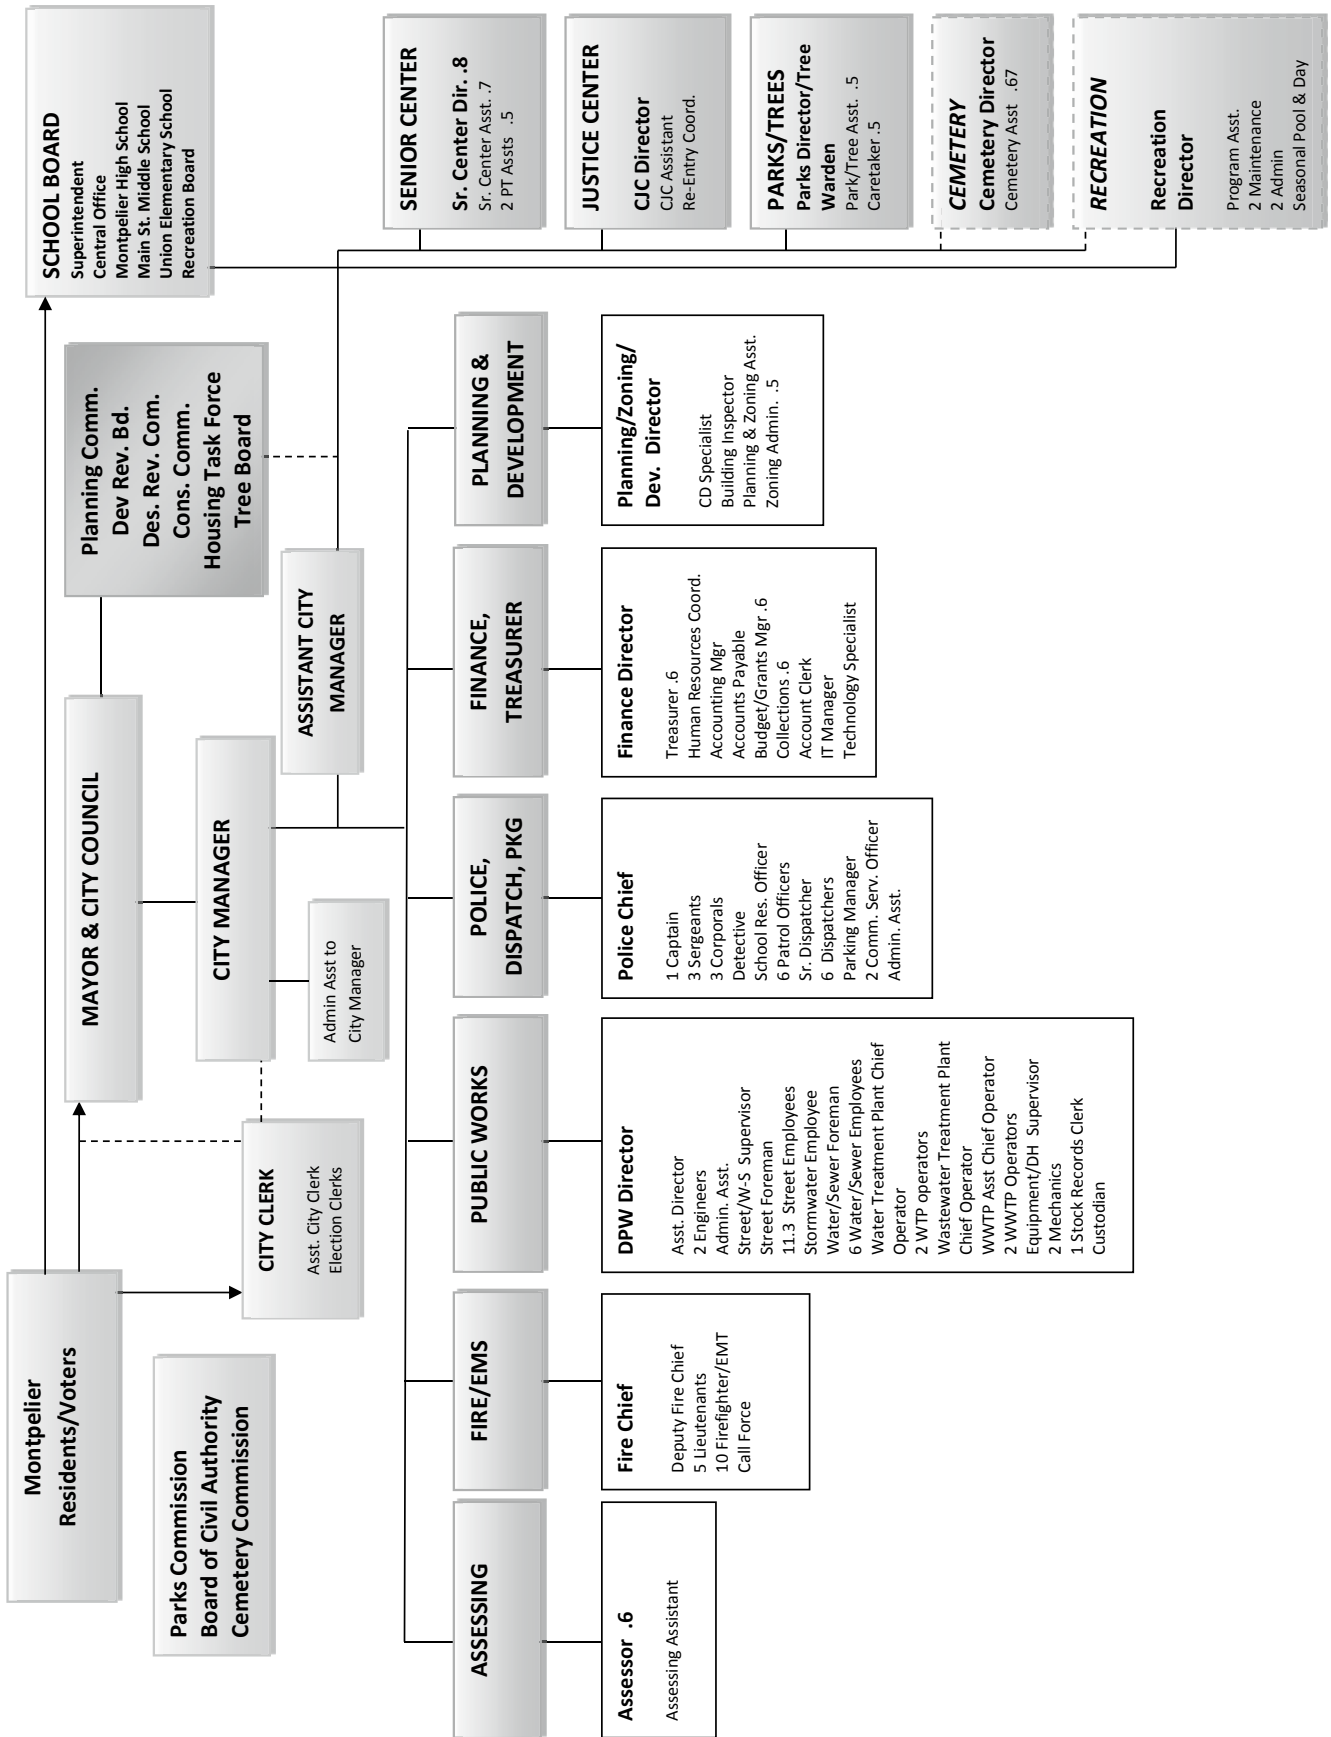 Montpelier
Residents/Voters
Parks Commission
Board of Civil Authority
Cemetery Commission
MAYOR & CITY COUNCIL
Planning Comm.
Dev Rev. Bd.
Des. Rev. Com.
Cons. Comm.
Housing Task Force
Tree Board
SCHOOL BOARD
Superintendent
Central Office
Montpelier High School
Main St. Middle School
Union Elementary School
Recreation Board
CITY CLERK
Asst. City Clerk
Election Clerks
CITY MANAGER
Admin Asst to
City Manager
ASSISTANT CITY
MANAGER
ASSESSING
Assessor .6
Assessing Assistant
FIRE/EMS
Fire Chief
Deputy Fire Chief
5 Lieutenants
10 Firefighter/EMT
Call Force
PUBLIC WORKS
DPW Director
Asst. Director
2 Engineers
Admin. Asst.
Street/W-S Supervisor
Street Foreman
11.3 Street Employees
Stormwater Employee
Water/Sewer Foreman
6 Water/Sewer Employees
Water Treatment Plant Chief
Operator
2 WTP operators
Wastewater Treatment Plant
Chief Operator
WWTP Asst Chief Operator
2 WWTP Operators
Equipment/DH Supervisor
2 Mechanics
1 Stock Records Clerk
Custodian
POLICE,
DISPATCH, PKG
Police Chief
1 Captain
3 Sergeants
3 Corporals
Detective
School Res. Officer
6 Patrol Officers
Sr. Dispatcher
6 Dispatchers
Parking Manager
2 Comm. Serv. Officer
Admin. Asst.
FINANCE,
TREASURER
Finance Director
Treasurer .6
Human Resources Coord.
Accounting Mgr
Accounts Payable
Budget/Grants Mgr .6
Collections .6
Account Clerk
IT Manager
Technology Specialist
PLANNING &
DEVELOPMENT
Planning/Zoning/
Dev. Director
CD Specialist
Building Inspector
Planning & Zoning Asst.
Zoning Admin. .5
SENIOR CENTER
Sr. Center Dir. .8
Sr. Center Asst. .7
2 PT Assts .5
JUSTICE CENTER
CJC Director
CJC Assistant
Re-Entry Coord.
PARKS/TREES
Parks Director/Tree
Warden
Park/Tree Asst. .5
Caretaker .5
CEMETERY
Cemetery Director
Cemetery Asst .67
RECREATION
Recreation
Director
Program Asst.
2 Maintenance
2 Admin
Seasonal Pool & Day